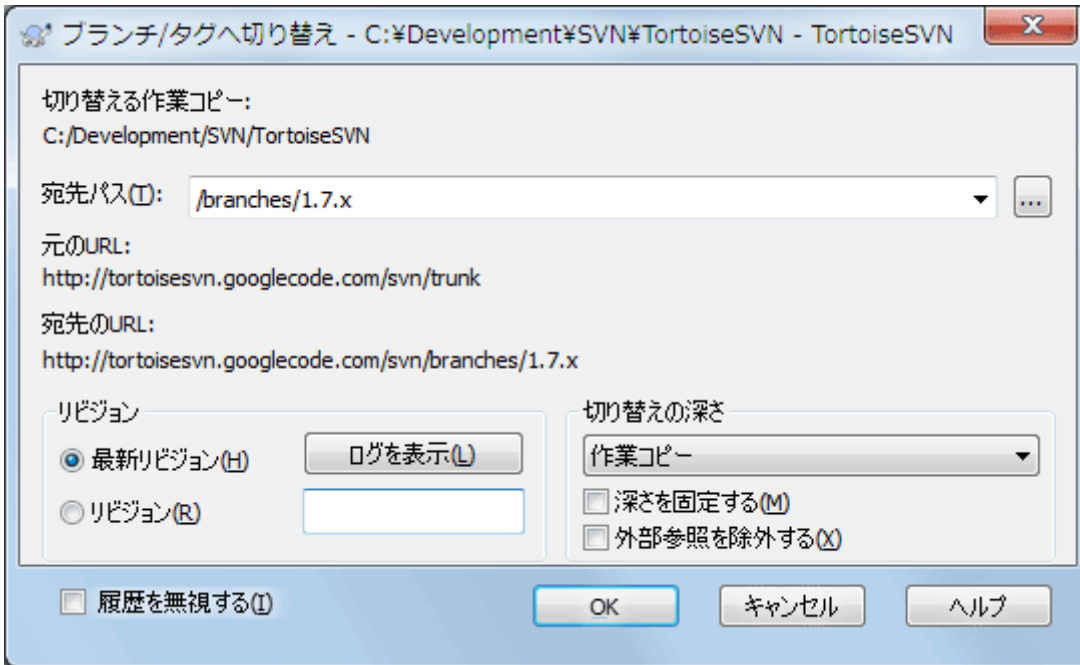 ブランチ/タグへ切り替え - C:¥Development¥SVN¥TortoiseSVN - TortoiseSVN
切り替える作業コピー:
C:/Development/SVN/TortoiseSVN
宛先パス(T): /branches/1.7.x ...
元のURL:
http://tortoisesvn.googlecode.com/svn/trunk
宛先のURL:
http://tortoisesvn.googlecode.com/svn/branches/1.7.x
リビジョン
最新リビジョン(H) ログを表示(L)
リビジョン(R)
切り替えの深さ
作業コピー
深さを固定する(M)
外部参照を除外する(X)
履歴を無視する(I) OK キャンセル ヘルプ